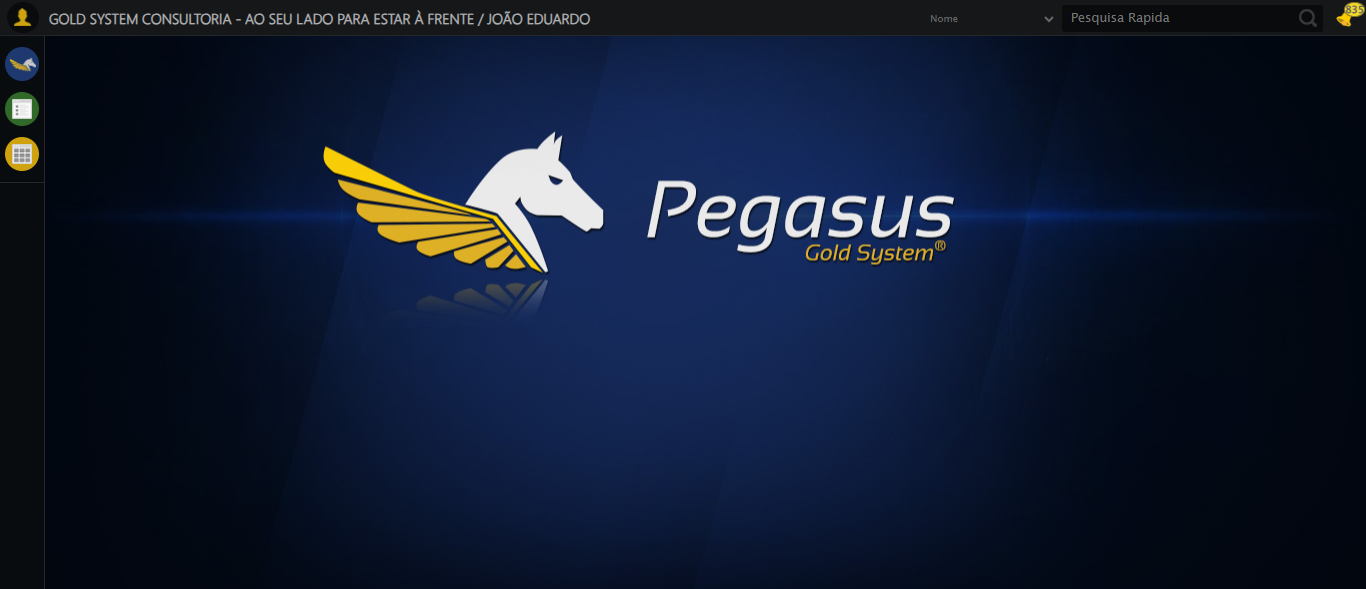 GOLD SYSTEM CONSULTORIA - AO SEU LADO PARA ESTAR À FRENTE / JOÃO EDUARDO
Nome
Pesquisa Rapida
835
Pegasus
Gold System®